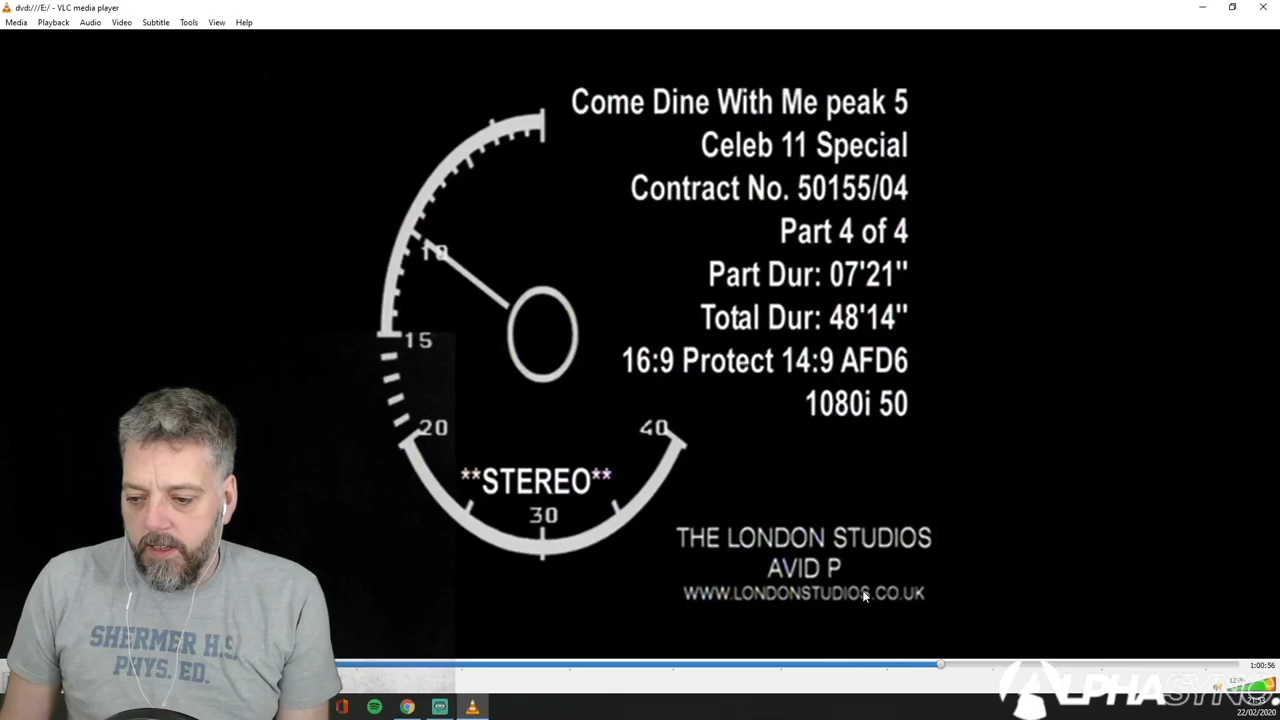 dvd:///E:/ - VLC media player
Media Playback Audio Video Subtitle Tools View Help
Come Dine With Me peak 5
Celeb 11 Special
Contract No. 50155/04
Part 4 of 4
Part Dur: 07'21"
Total Dur: 48'14"
16:9 Protect 14:9 AFD6
1080i 50
10
15
20
40
**STEREO**
30
THE LONDON STUDIOS
AVID P
WWW.LONDONSTUDIOS.CO.UK
SHERMER H.S.
PHYS. ED.
1:00:56
ALPHASYNC
22/02/2020